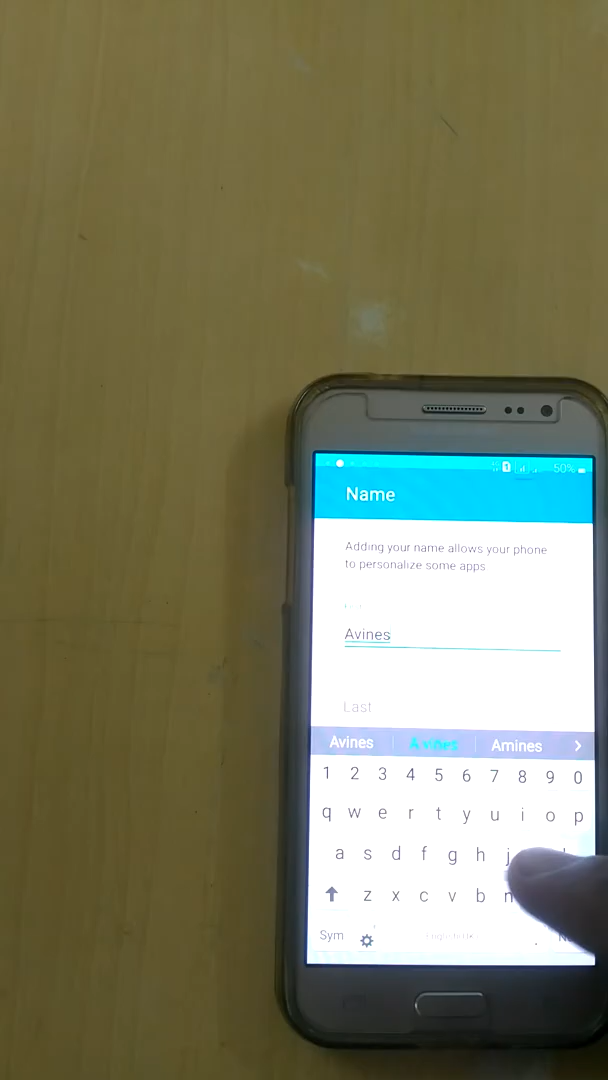 50%
Name
Adding your name allows your phone
to personalize some apps
Avines
Last
Avines A vines Amines >
1 2 3 4 5 6 7 8 9 0
q w e r t y u i o p
a s d f g h j
z x c v b n
Sym